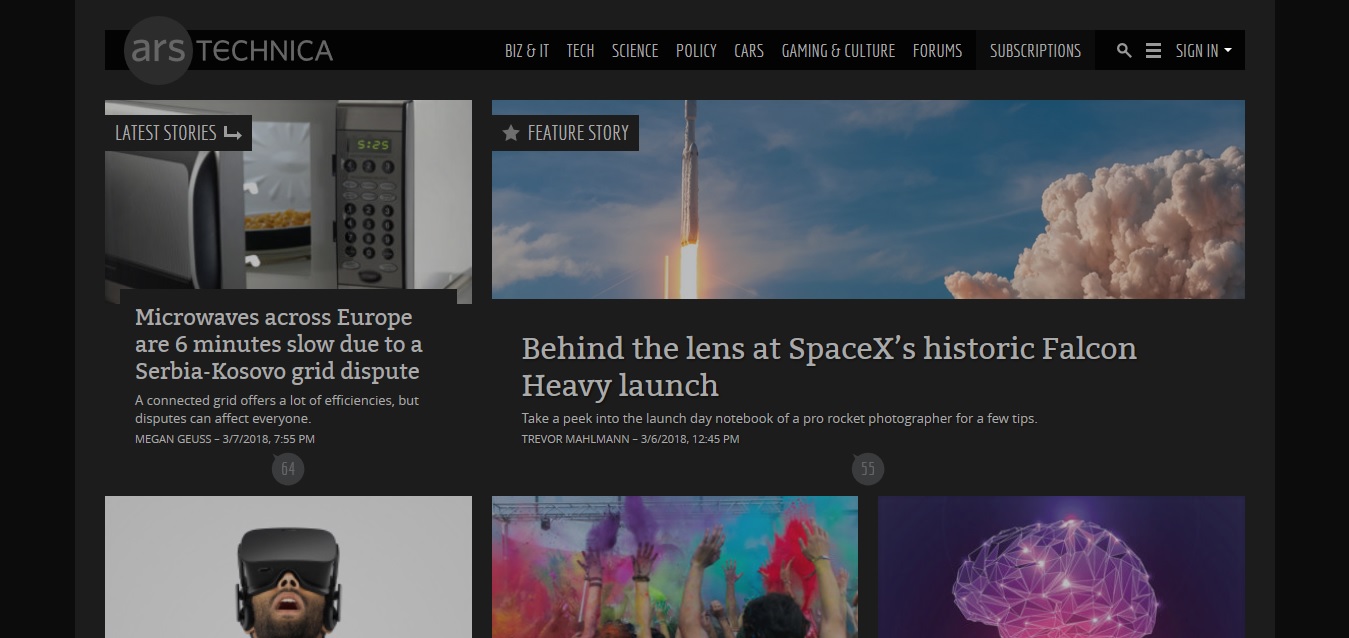 ars TECHNICA
BIZ & IT TECH SCIENCE POLICY CARS GAMING & CULTURE FORUMS SUBSCRIPTIONS SIGN IN
LATEST STORIES
5:25
Microwaves across Europe
are 6 minutes slow due to a
Serbia-Kosovo grid dispute
A connected grid offers a lot of efficiencies, but
disputes can affect everyone.
MEGAN GEUSS – 3/7/2018, 7:55 PM
64
FEATURE STORY
Behind the lens at SpaceX’s historic Falcon
Heavy launch
Take a peek into the launch day notebook of a pro rocket photographer for a few tips.
TREVOR MAHLMANN – 3/6/2018, 12:45 PM
55